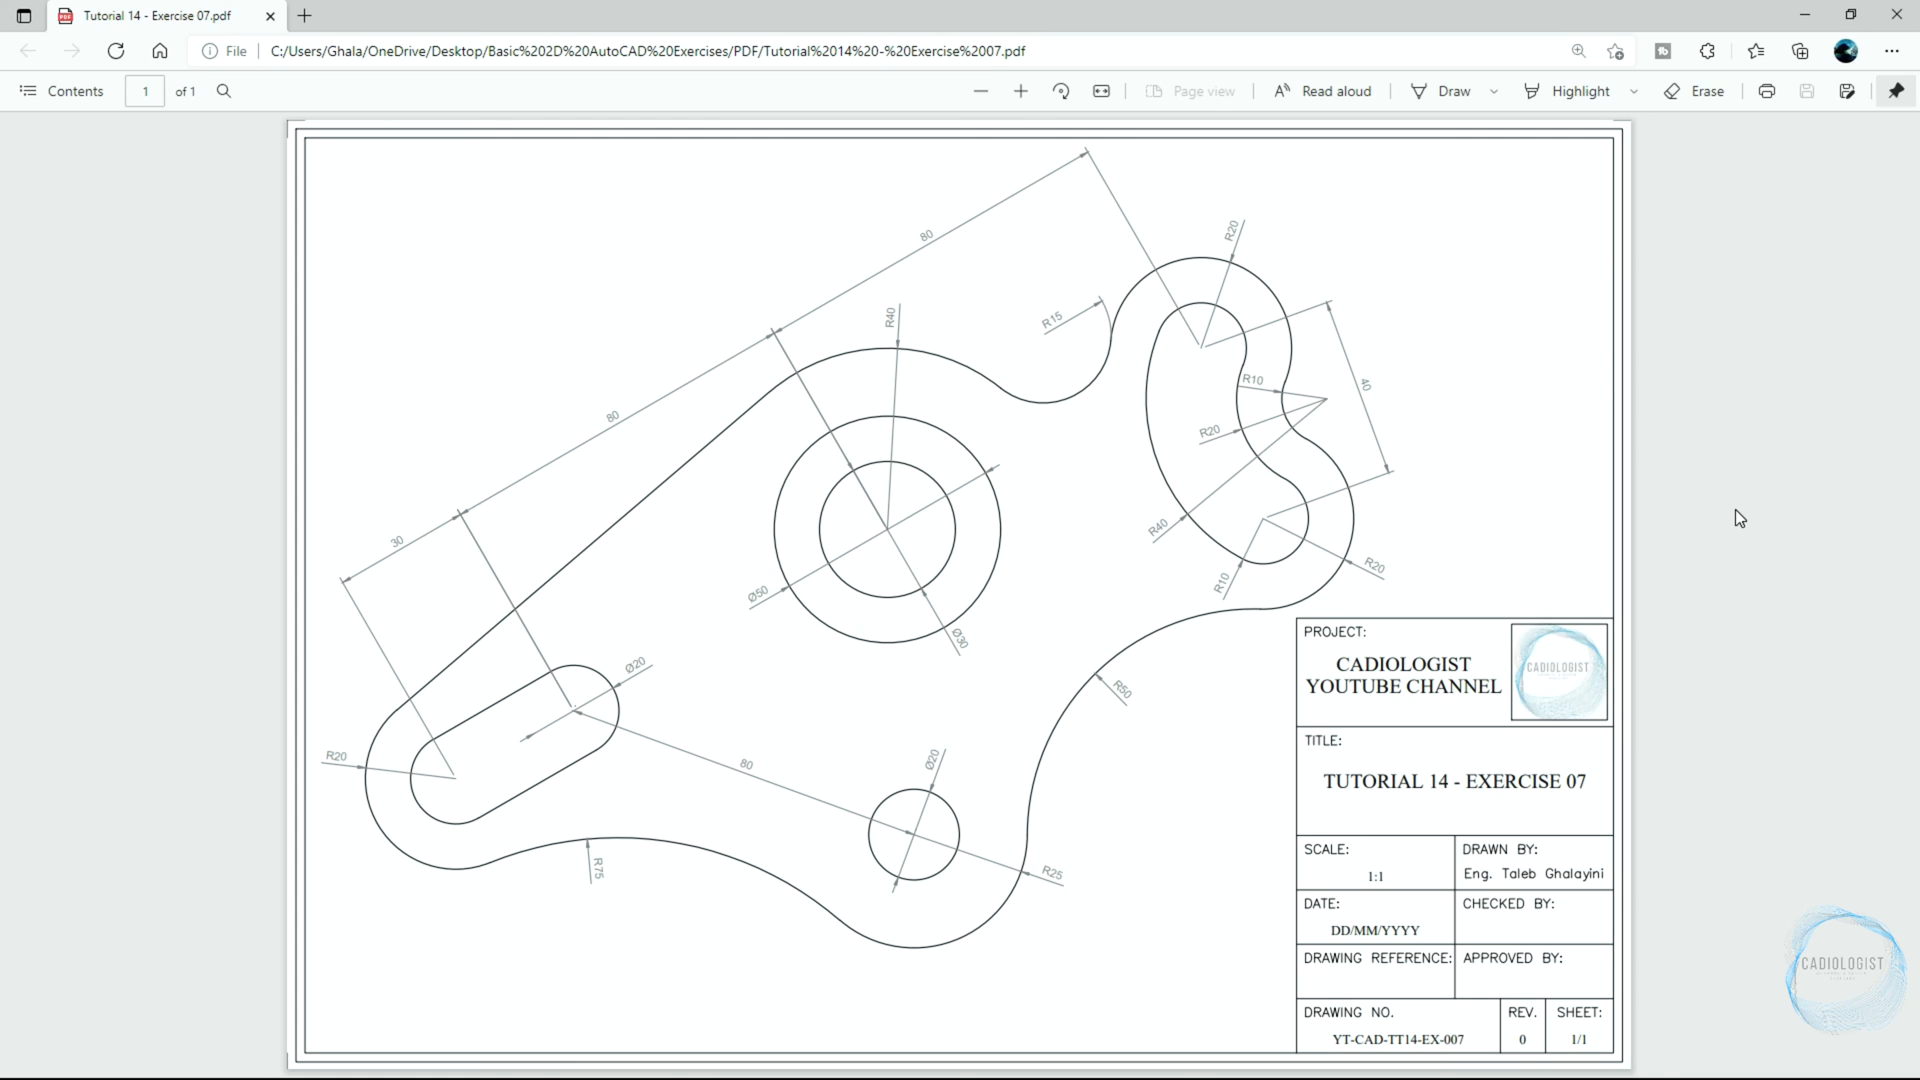 Tutorial 14 - Exercise 07.pdf
File
C:/Users/Ghala/OneDrive/Desktop/Basic%202D%20AutoCAD%20Exercises/PDF/Tutorial%2014%20-%20Exercise%2007.pdf
Contents
1
of 1
Page view
Read aloud
Draw
Highlight
Erase
80
R20
R15
R40
R10
40
80
R20
R40
30
R20
R10
Ø50
Ø30
Ø20
R50
R20
80
Ø20
R75
R25
PROJECT:
CADIOLOGIST
YOUTUBE CHANNEL
CADIOLOGIST
TITLE:
TUTORIAL 14 - EXERCISE 07
SCALE:
1:1
DRAWN BY:
Eng. Taleb Ghalayini
DATE:
DD/MM/YYYY
CHECKED BY:
DRAWING REFERENCE:
APPROVED BY:
DRAWING NO.
YT-CAD-TT14-EX-007
REV.
0
SHEET:
1/1
CADIOLOGIST